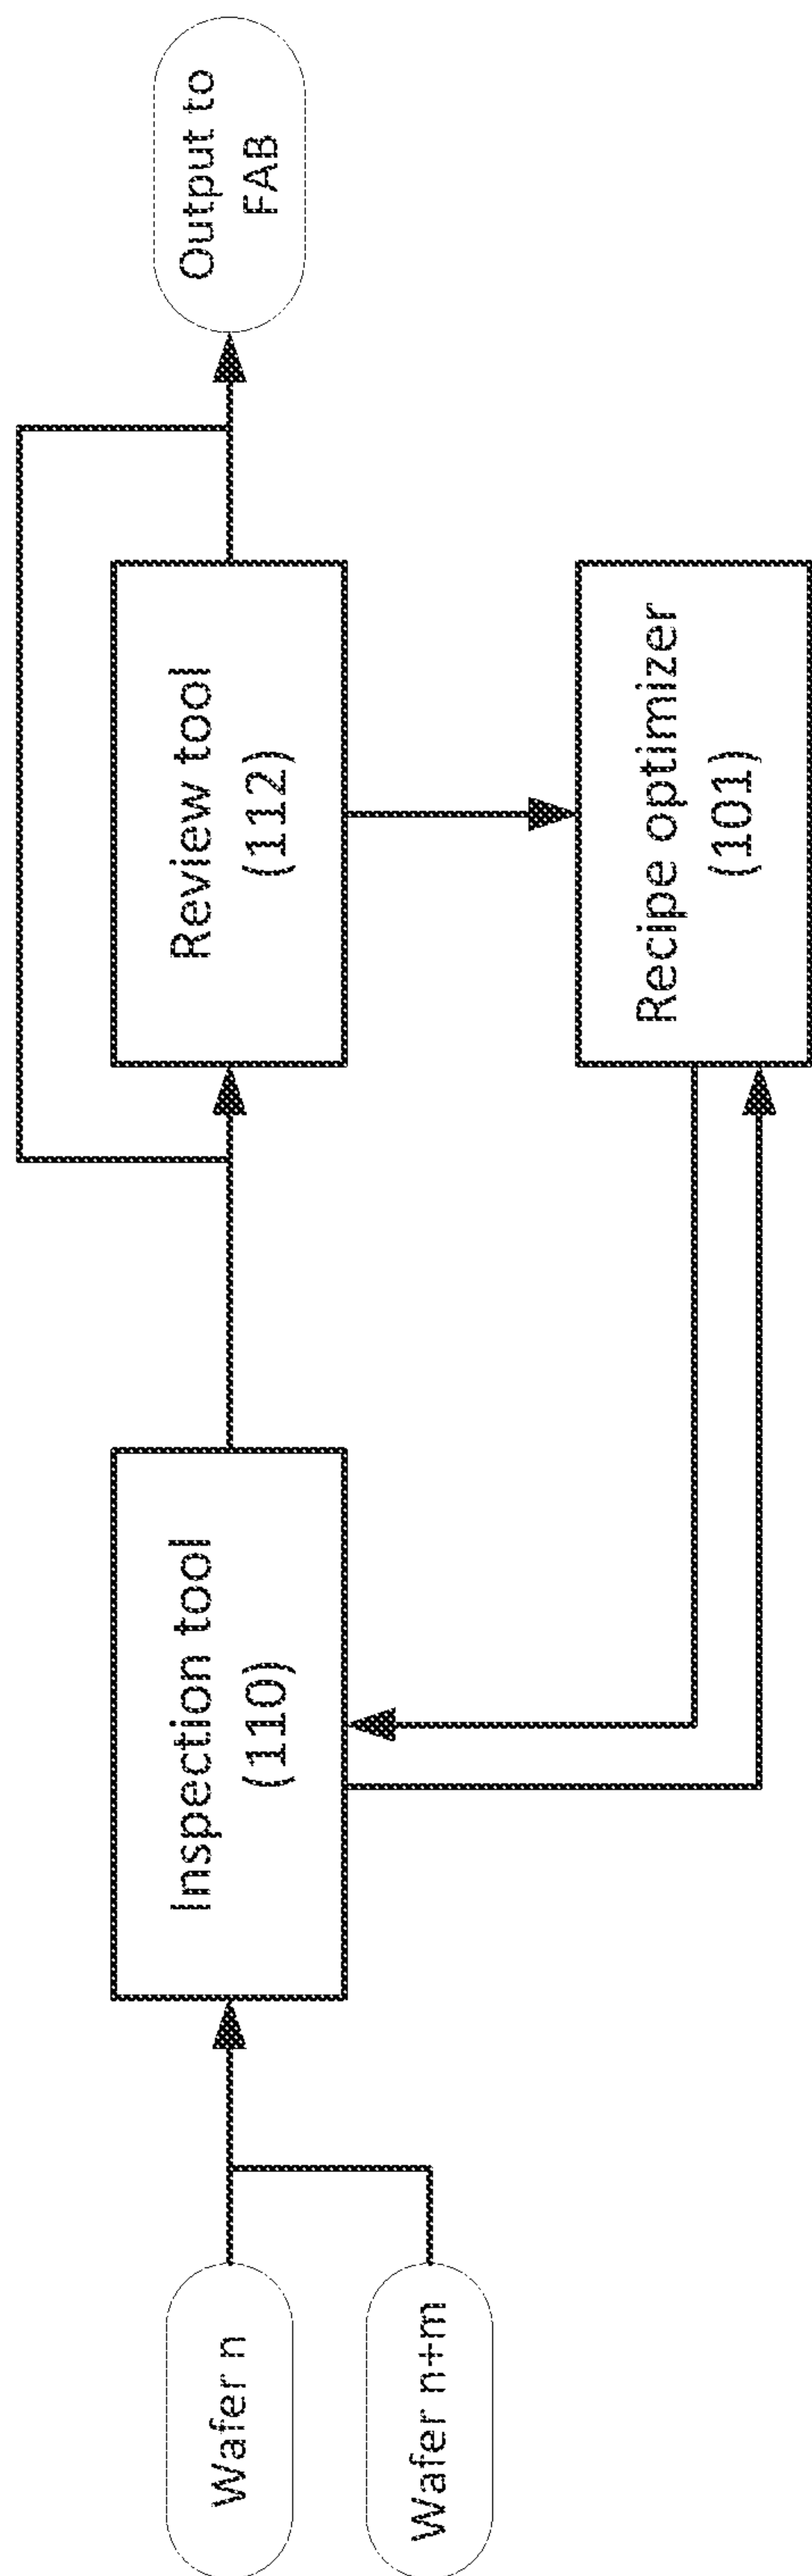 Wafer n
Wafer n+m
Inspection tool
(110)
Review tool
(112)
Recipe optimizer
(101)
Output to
FAB